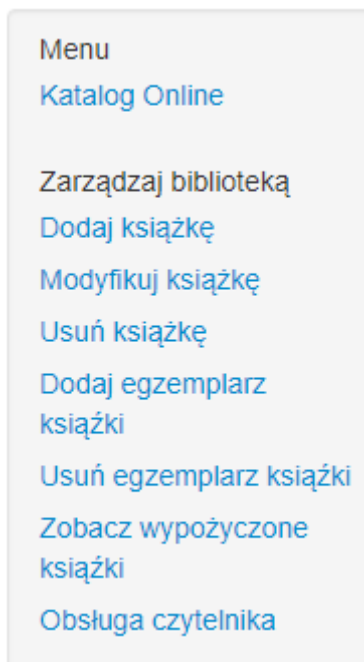 Menu
Katalog Online
Zarządzaj biblioteką
Dodaj książkę
Modyfikuj książkę
Usuń książkę
Dodaj egzemplarz
książki
Usuń egzemplarz książki
Zobacz wypożyczone
książki
Obsługa czytelnika